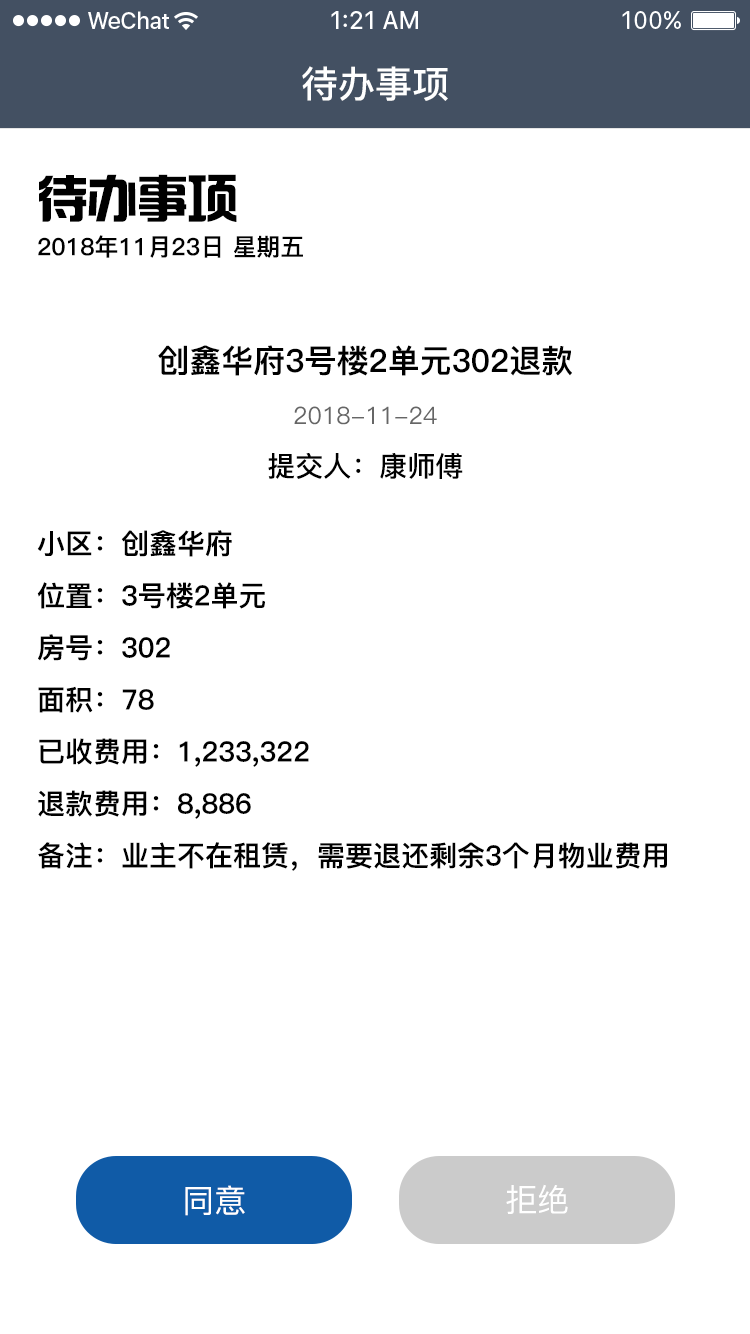 WeChat 1:21 AM 100%
待办事项
待办事项
2018年11月23日 星期五
创鑫华府3号楼2单元302退款
2018-11-24
提交人：康师傅
小区：创鑫华府
位置：3号楼2单元
房号：302
面积：78
已收费用：1,233,322
退款费用：8,886
备注：业主不在租赁，需要退还剩余3个月物业费用
同意 拒绝